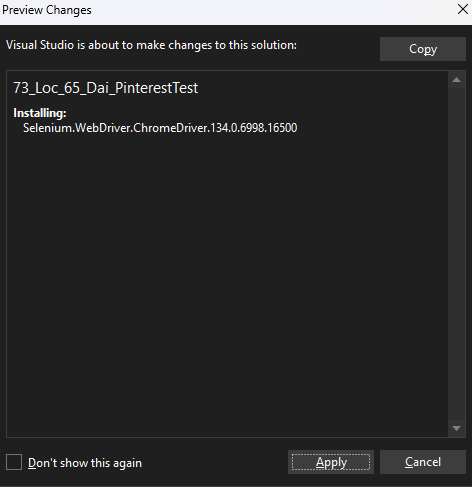 Preview Changes
Visual Studio is about to make changes to this solution:
Copy
73_Loc_65_Dai_PinterestTest
Installing:
Selenium.WebDriver.ChromeDriver.134.0.6998.16500
Don't show this again
Apply
Cancel